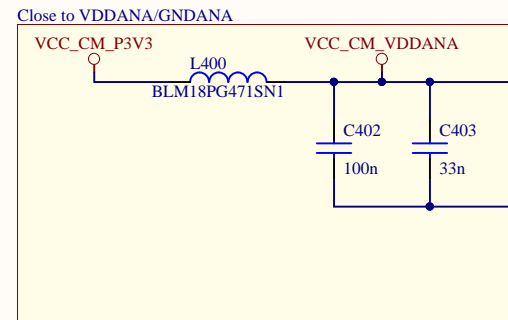 Close to VDDANA/GNDANA
VCC_CM_P3V3
VCC_CM_VDDANA
L400
BLM18PG471SN1
C402
C403
100n
33n